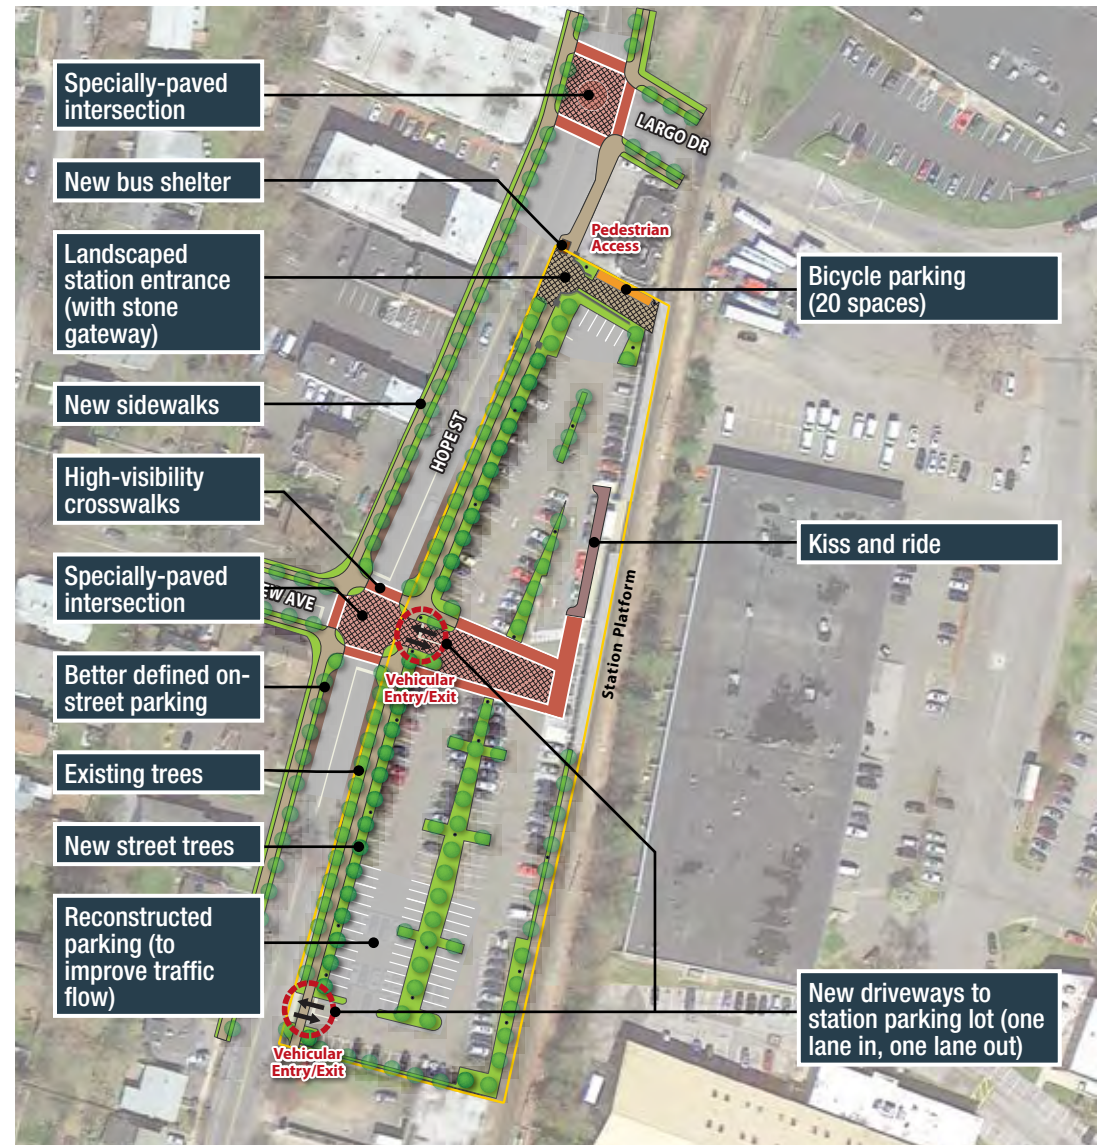 Specially-paved
intersection
LARGO DR
New bus shelter
Pedestrian
Access
Landscaped
station entrance
(with stone
gateway)
Bicycle parking
(20 spaces)
New sidewalks
HOPE ST
High-visibility
crosswalks
Kiss and ride
Specially-paved
intersection
EW AVE
Station Platform
Better defined on-
street parking
Vehicular
Entry/Exit
Existing trees
New street trees
Reconstructed
parking (to
improve traffic
flow)
New driveways to
station parking lot (one
lane in, one lane out)
Vehicular
Entry/Exit